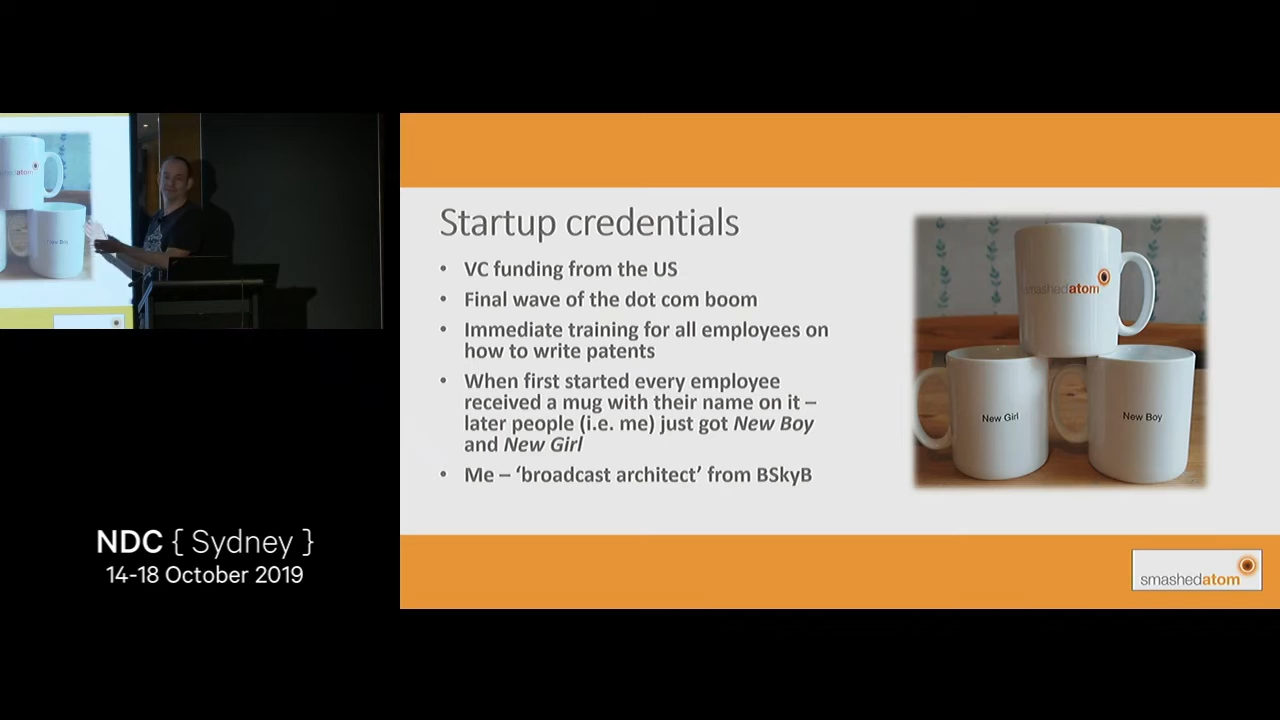 Startup credentials
• VC funding from the US
• Final wave of the dot com boom
• Immediate training for all employees on
how to write patents
• When first started every employee
received a mug with their name on it –
later people (i.e. me) just got New Boy
and New Girl
• Me – ‘broadcast architect’ from BSkyB
smashedatom
New Girl
New Boy
smashedatom
NDC { Sydney }
14-18 October 2019